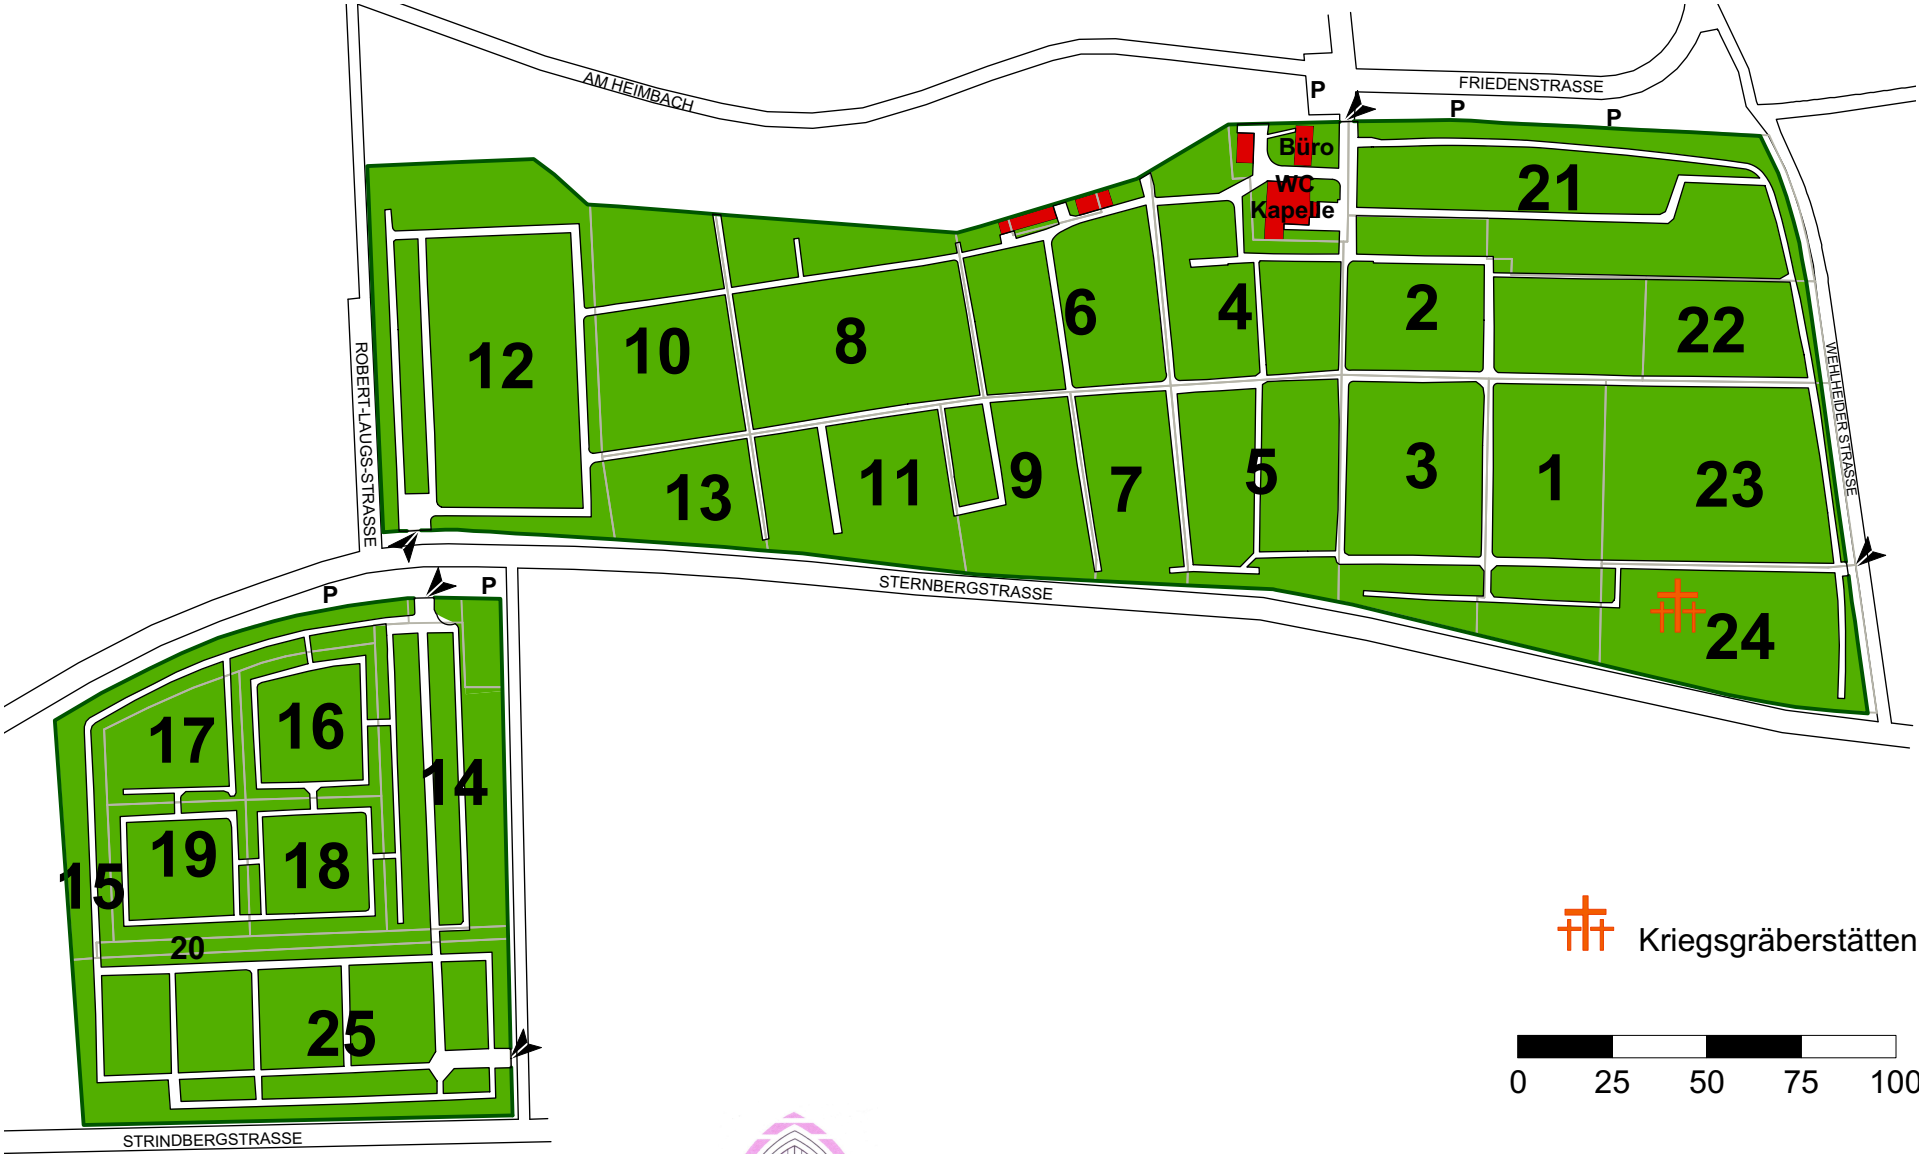 AM HEIMBACH
FRIEDENSTRASSE
P
P
P
Büro
WC
Kapelle
21
12
10
8
6
4
2
22
13
11
9
7
5
3
1
23
24
ROBERT-LAUGS-STRASSE
WEHLHEIDER STRASSE
STERNBERGSTRASSE
P
P
17
16
14
19
18
15
20
25
STRINDBERGSTRASSE
Kriegsgräberstätten
0 25 50 75 100